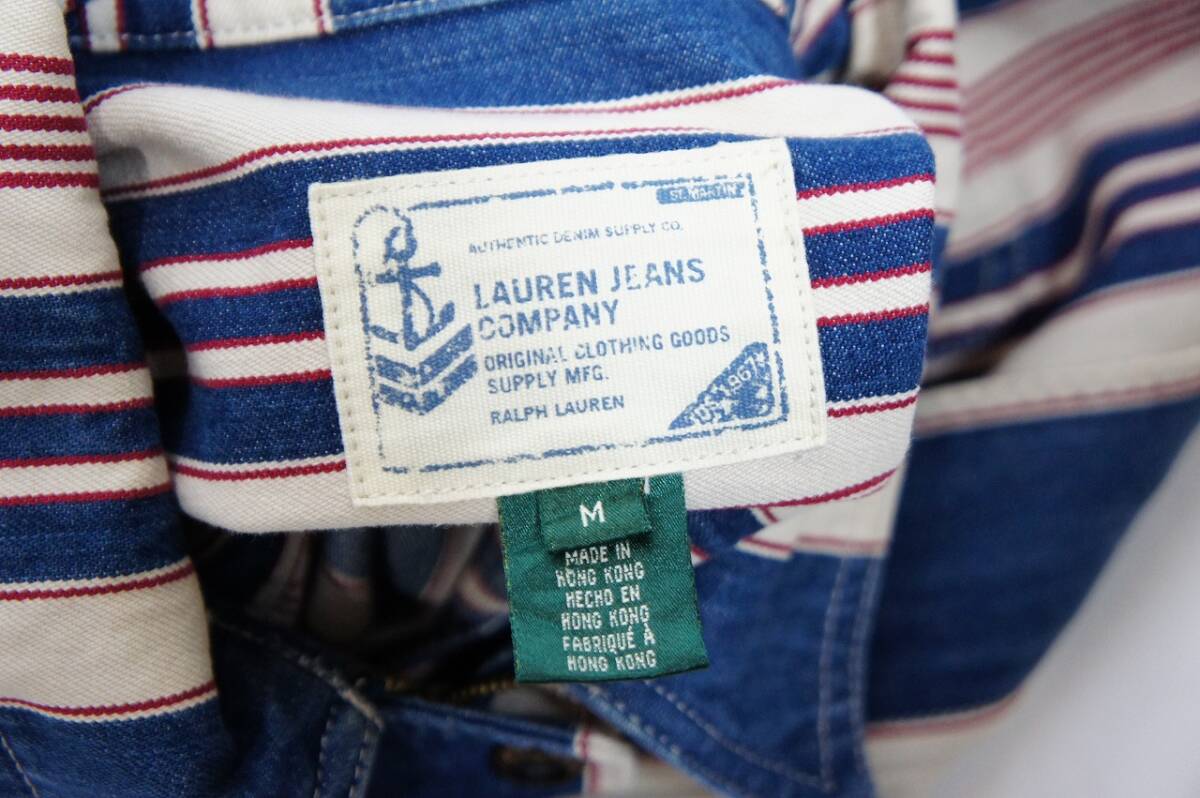 ST. MARTIN
AUTHENTIC DENIM SUPPLY CO.
LAUREN JEANS
COMPANY
ORIGINAL CLOTHING GOODS
SUPPLY MFG.
RALPH LAUREN
M
MADE IN
HONG KONG
HECHO EN
HONG KONG
FABRIQUÉ À
HONG KONG